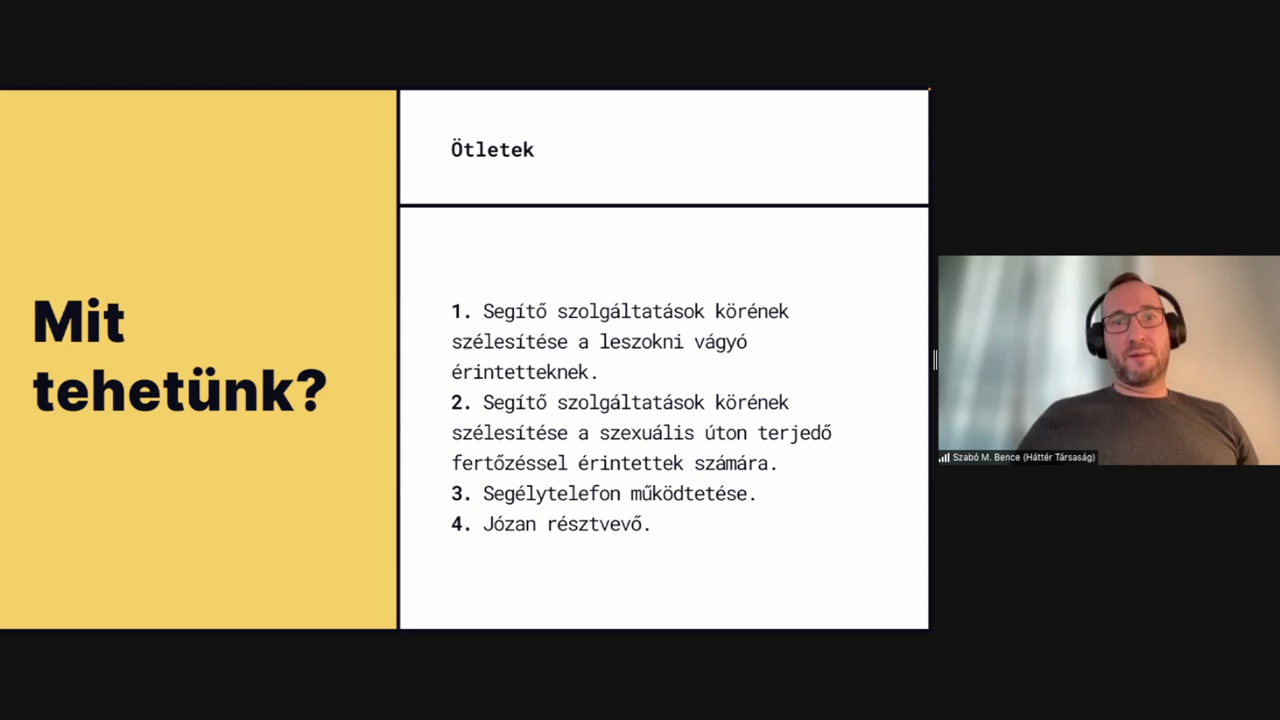 Mit
tehetünk?
Ötletek
1. Segítő szolgáltatások körének
szélesítése a leszokni vágyó
érintetteknek.
2. Segítő szolgáltatások körének
szélesítése a szexuális úton terjedő
fertőzéssel érintettek számára.
3. Segélytelefon működtetése.
4. Józan résztvevő.
Szabó M. Bence (Háttér Társaság)